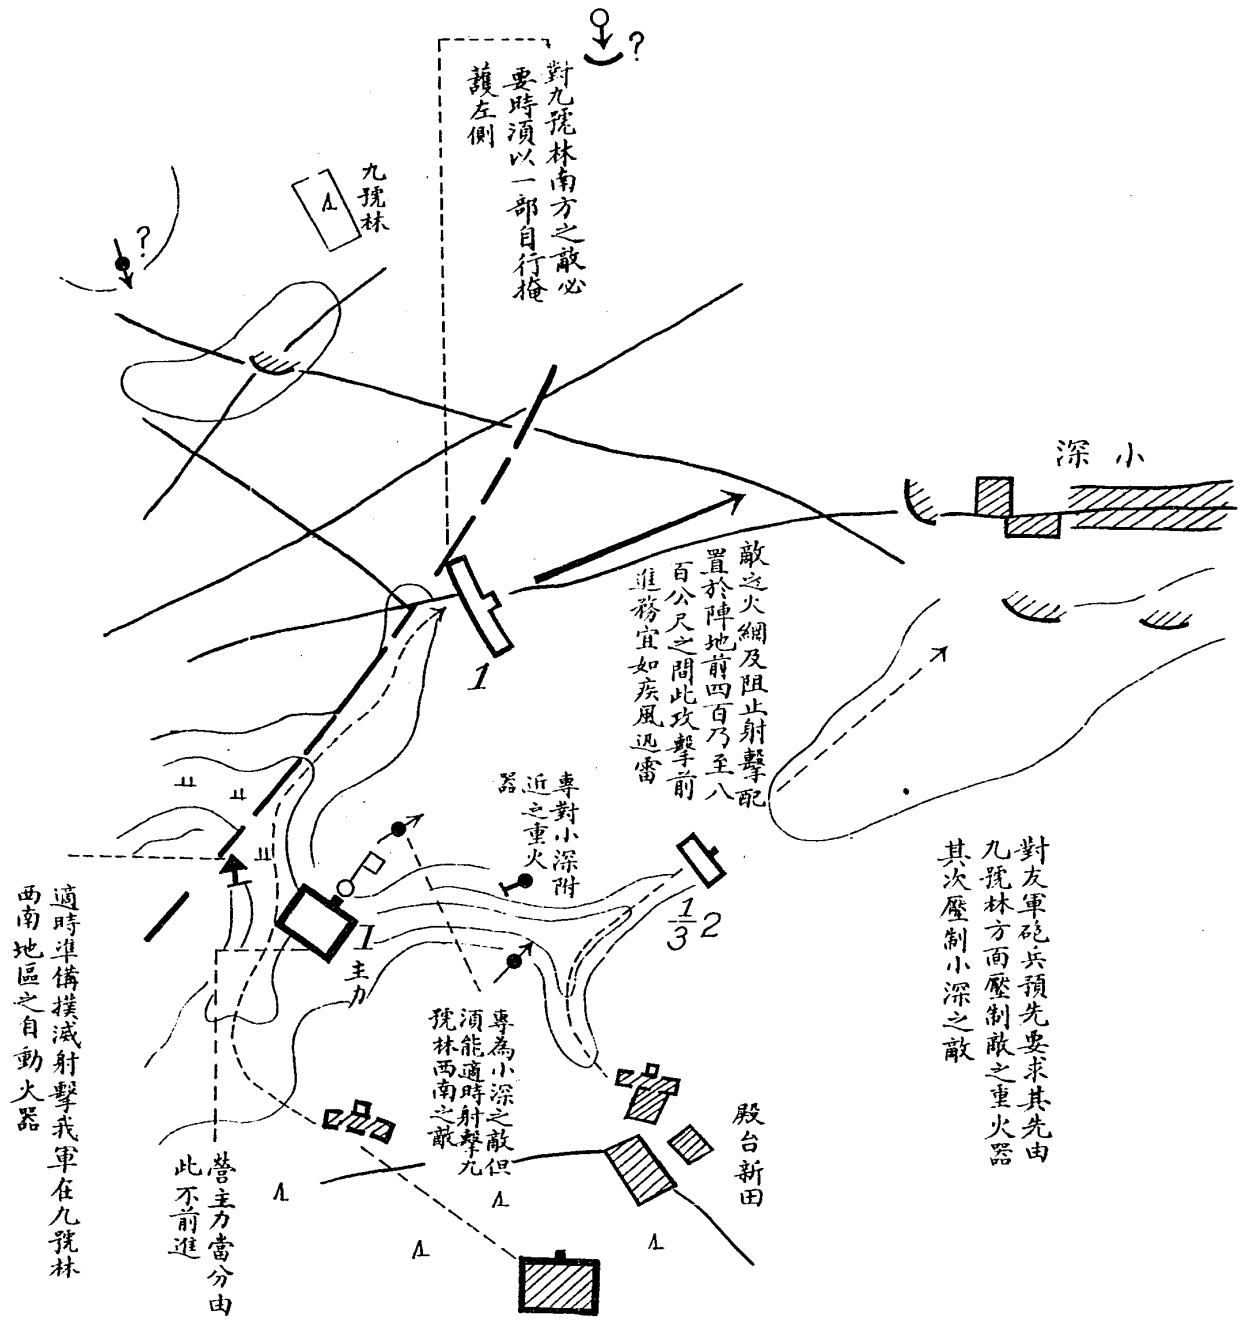 ?
對九號林南方之敵必
要時須以一部自行掩
護左側
九號林
?
小深
敵之火網及阻止射擊配
置於陣地前四百乃至八
百公尺之間此攻擊前
進務宜如疾風迅雷
1
專對小深附
近之重火
器
1/3 2
對友軍砲兵預先要求其先由
九號林方面壓制敵之重火器
其次壓制小深之敵
I
主力
專為小深之敵但
須能適時射擊九
號林西南之敵
適時準備撲滅射擊我軍在九號林
西南地區之自動火器
殿台新田
營主力當分由
此不前進